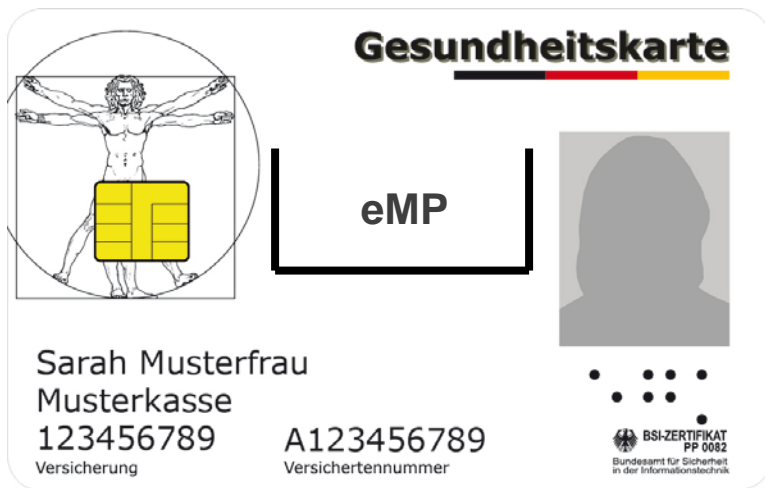 Gesundheitskarte
eMP
Sarah Musterfrau
Musterkasse
123456789 A123456789
Versicherung Versichertennummer
BSI-ZERTIFIKAT
PP 0082
Bundesamt für Sicherheit
in der Informationstechnik